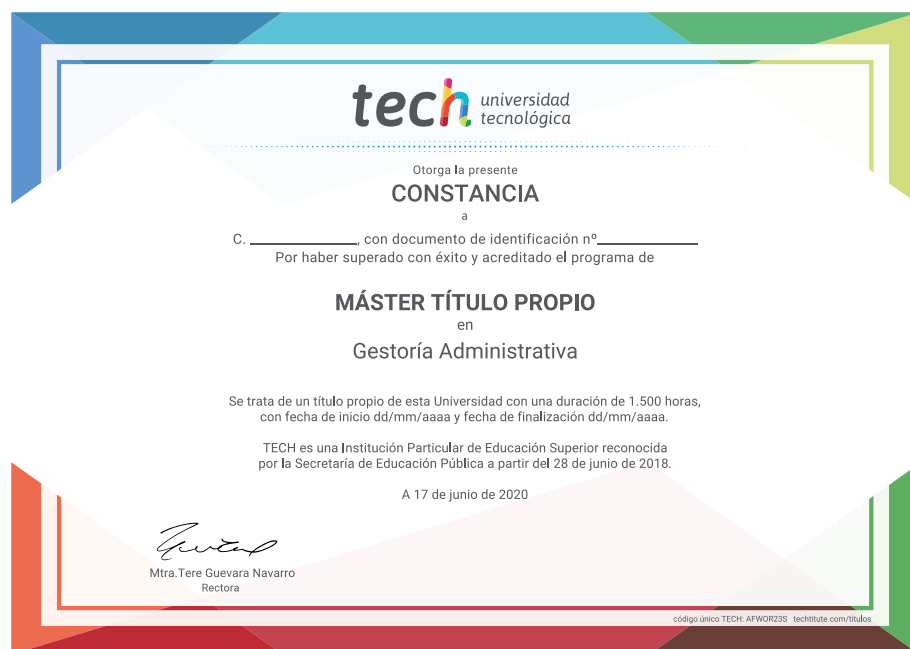 tech universidad
tecnológica
Otorga la presente
CONSTANCIA
a
C. ____________, con documento de identificación nº____________
Por haber superado con éxito y acreditado el programa de
MÁSTER TÍTULO PROPIO
en
Gestoría Administrativa
Se trata de un título propio de esta Universidad con una duración de 1.500 horas,
con fecha de inicio dd/mm/aaaa y fecha de finalización dd/mm/aaaa.
TECH es una Institución Particular de Educación Superior reconocida
por la Secretaría de Educación Pública a partir del 28 de junio de 2018.
A 17 de junio de 2020
Mtra.Tere Guevara Navarro
Rectora
código único TECH: AFWOR23S techtitute.com/titulos